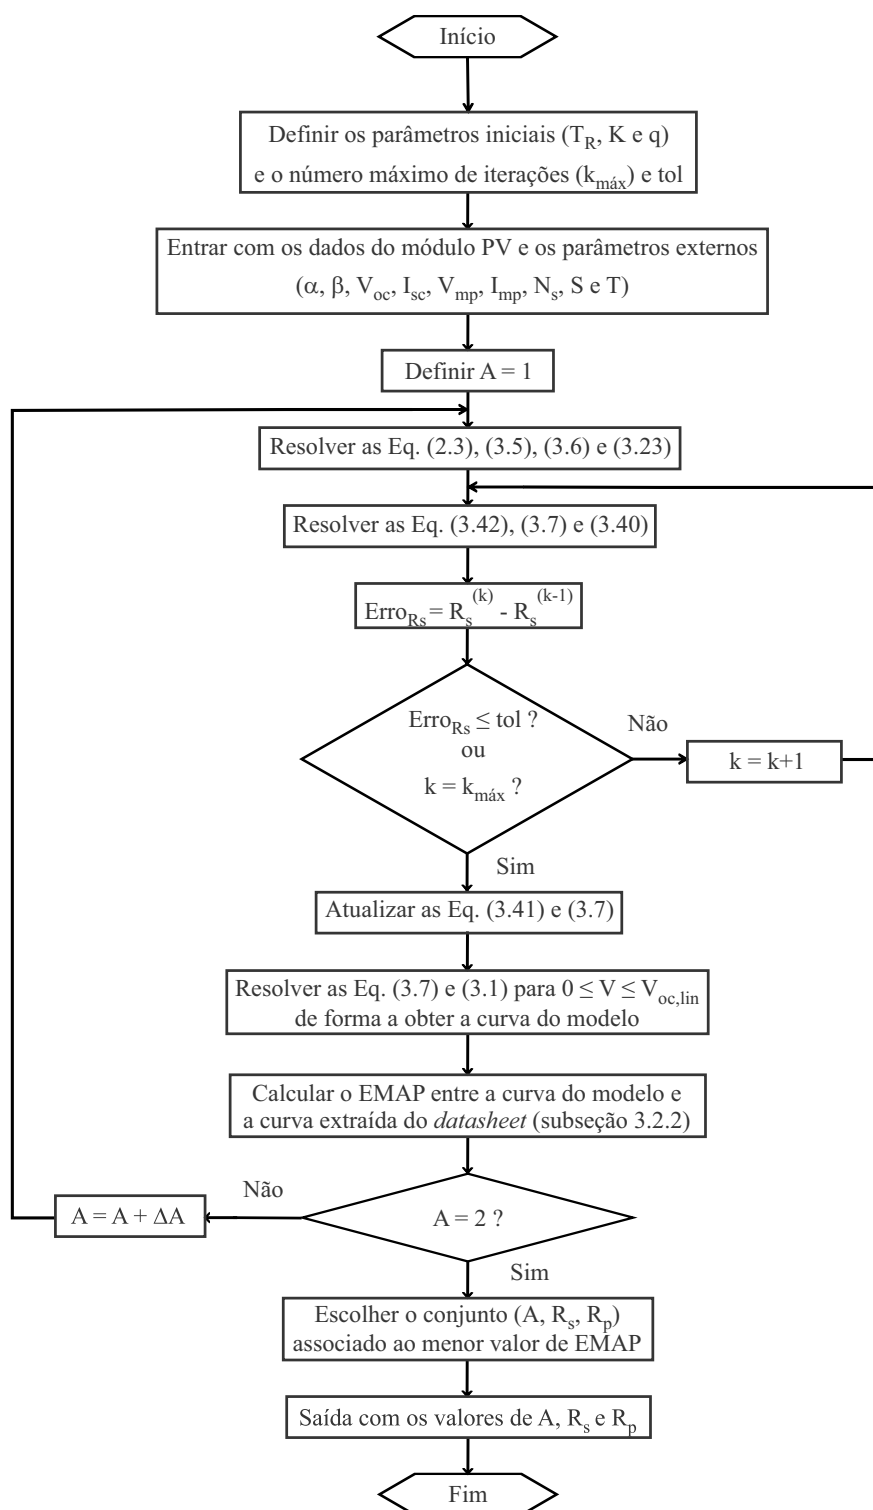 Início
Definir os parâmetros iniciais (T_R, K e q)
e o número máximo de iterações (k_máx) e tol
Entrar com os dados do módulo PV e os parâmetros externos
(α, β, V_oc, I_sc, V_mp, I_mp, N_s, S e T)
Definir A = 1
Resolver as Eq. (2.3), (3.5), (3.6) e (3.23)
Resolver as Eq. (3.42), (3.7) e (3.40)
Erro_Rs = R_s^(k) - R_s^(k-1)
Erro_Rs ≤ tol ?
ou
k = k_máx ?
Não
k = k+1
Sim
Atualizar as Eq. (3.41) e (3.7)
Resolver as Eq. (3.7) e (3.1) para 0 ≤ V ≤ V_oc,lin
de forma a obter a curva do modelo
Calcular o EMAP entre a curva do modelo e
a curva extraída do datasheet (subseção 3.2.2)
A = 2 ?
Não
A = A + ΔA
Sim
Escolher o conjunto (A, R_s, R_p)
associado ao menor valor de EMAP
Saída com os valores de A, R_s e R_p
Fim